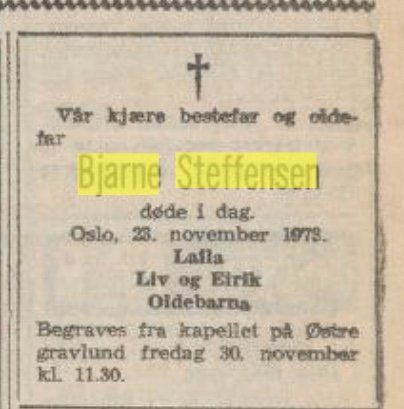 Vår kjære bestefar og olde-
far
Bjarne Steffensen
døde i dag.
Oslo, 23. november 1973.
Laila
Liv og Eirik
Oldebarna
Begraves fra kapellet på Østre
gravlund fredag 30. november
kl. 11.30.